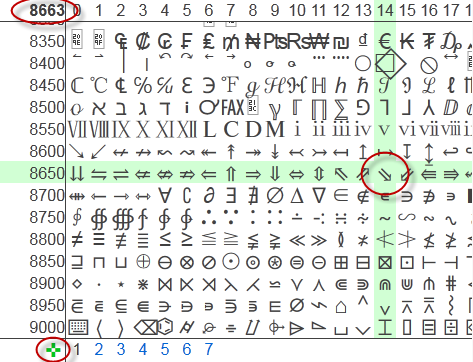 8663 0 1 2 3 4 5 6 7 8 9 10 11 12 13 14 15 16 17
8350 ₠ ₡ ₢ ₣ ₤ ₥ ₦ ₧ ₨ ₩ ₪ ₫ € ₭ ₮ ₯
8400
8450 ℂ ℃ ℄ ℅ ℆ ℇ ℈ ℉ ℊ ℋ ℌ ℍ ℎ ℏ ℐ ℑ ℒ ℓ
8500 ℴ ℵ ℶ ℷ ℸ ℹ ℺ ℻ ℽ ℾ ℿ ⅀ ⅁ ⅂ ⅃ ⅄ ⅅ
8550 Ⅶ Ⅷ Ⅸ Ⅹ Ⅺ Ⅻ Ⅼ Ⅽ Ⅾ Ⅿ ⅰ ⅱ ⅲ ⅳ ⅴ ⅵ ⅶ ⅷ
8600 ↘ ↙ ↚ ↛ ↜ ↝ ↞ ↟ ↠ ↡ ↢ ↣ ↤ ↥ ↦ ↧ ↨ ↩
8650 ⇊ ⇋ ⇌ ⇍ ⇎ ⇏ ⇐ ⇑ ⇒ ⇓ ⇔ ⇕ ⇖ ⇗ ⇘ ⇙ ⇚ ⇛
8700 ⇼ ⇽ ⇾ ⇿ ∀ ∁ ∂ ∃ ∄ ∅ ∆ ∇ ∈ ∉ ∊ ∋ ∌ ∍
8750 ∮ ∯ ∰ ∱ ∲ ∳ ∴ ∵ ∶ ∷ ∸ ∹ ∺ ∻ ∼ ∽ ∾ ∿
8800 ≠ ≡ ≢ ≣ ≤ ≥ ≦ ≧ ≨ ≩ ≪ ≫ ≬ ≭ ≮ ≯ ≰ ≱
8850 ⊒ ⊓ ⊔ ⊕ ⊖ ⊗ ⊘ ⊙ ⊚ ⊛ ⊜ ⊝ ⊞ ⊟ ⊠ ⊡ ⊢ ⊣
8900 ⋄ ⋅ ⋆ ⋇ ⋈ ⋉ ⋊ ⋋ ⋌ ⋍ ⋎ ⋏ ⋐ ⋑ ⋒ ⋓ ⋔ ⋕
8950 ⋶ ⋷ ⋸ ⋹ ⋺ ⋻ ⋼ ⋽ ⋾ ⋿ ⌀ ⌁ ⌂ ⌃ ⌄ ⌅ ⌆ ⌇
9000 ⌨ 〈 〉 ⌫ ⌬ ⌭ ⌮ ⌯ ⌰ ⌱ ⌲ ⌳ ⌴ ⌵ ⌶ ⌷ ⌸ ⌹
1 2 3 4 5 6 7